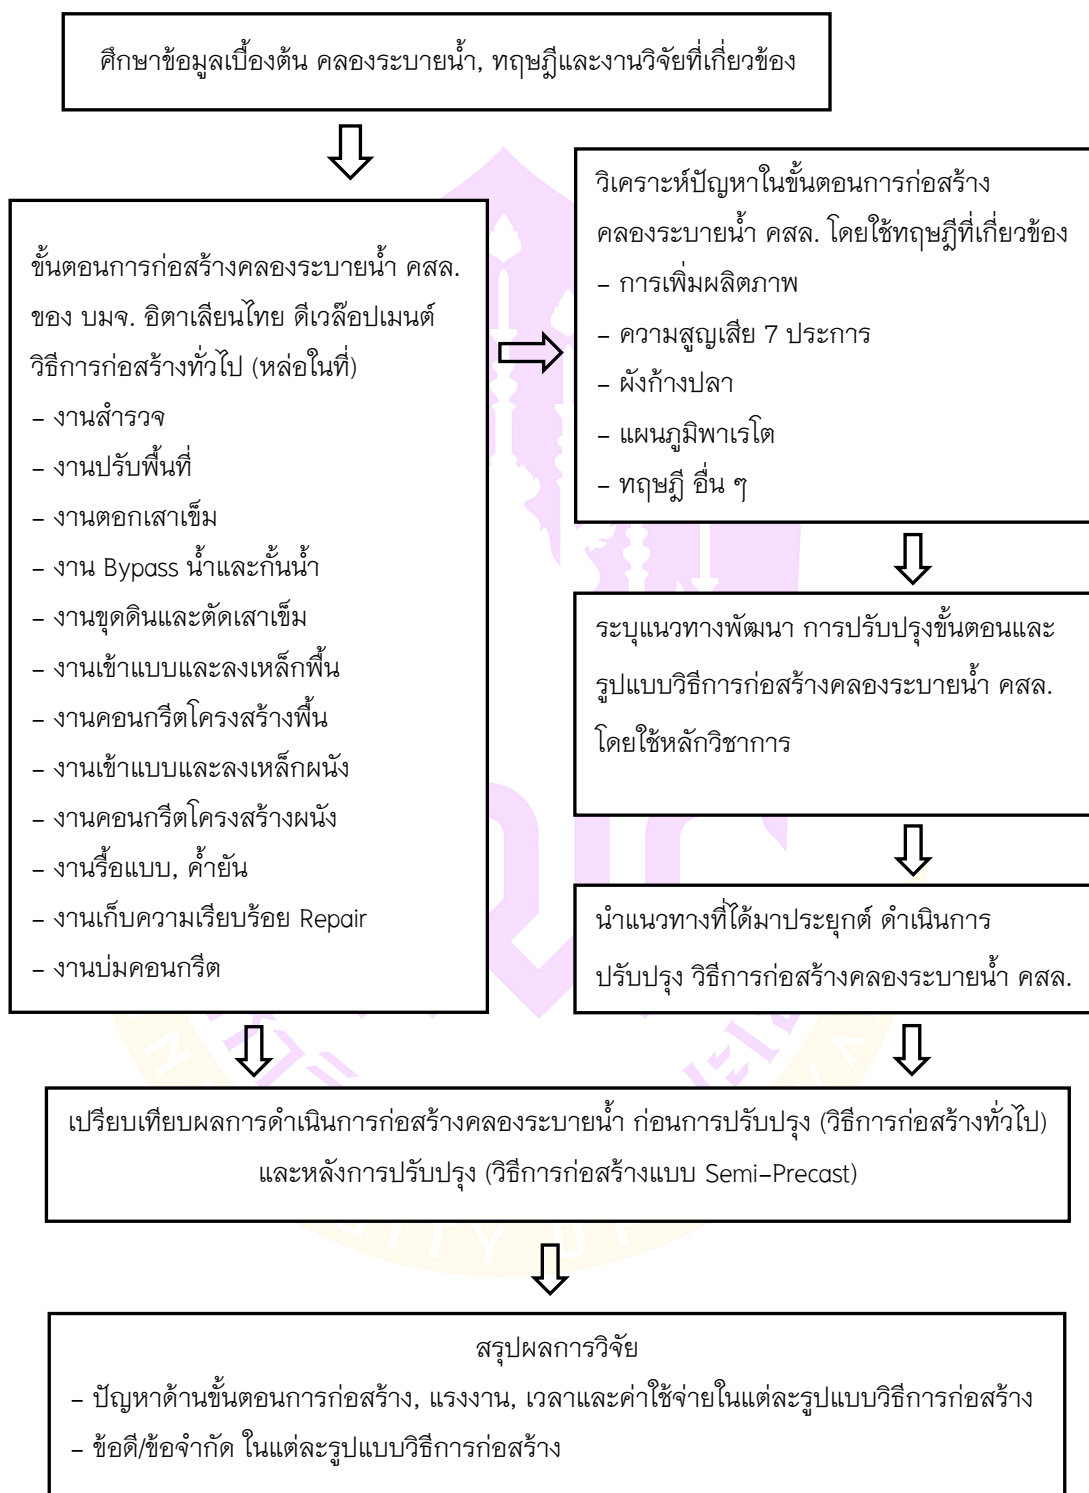 ศึกษาข้อมูลเบื้องต้น คลองระบายน้ำ, ทฤษฎีและงานวิจัยที่เกี่ยวข้อง
ขั้นตอนการก่อสร้างคลองระบายน้ำ คสล.
ของ บมจ. อิตาเลียนไทย ดีเวล๊อปเมนต์
วิธีการก่อสร้างทั่วไป (หล่อในที่)
– งานสำรวจ
– งานปรับพื้นที่
– งานตอกเสาเข็ม
– งาน Bypass น้ำและกั้นน้ำ
– งานขุดดินและตัดเสาเข็ม
– งานเข้าแบบและลงเหล็กพื้น
– งานคอนกรีตโครงสร้างพื้น
– งานเข้าแบบและลงเหล็กผนัง
– งานคอนกรีตโครงสร้างผนัง
– งานรื้อแบบ, ค้ำยัน
– งานเก็บความเรียบร้อย Repair
– งานบ่มคอนกรีต
วิเคราะห์ปัญหาในขั้นตอนการก่อสร้าง
คลองระบายน้ำ คสล. โดยใช้ทฤษฎีที่เกี่ยวข้อง
– การเพิ่มผลิตภาพ
– ความสูญเสีย 7 ประการ
– ผังก้างปลา
– แผนภูมิพาเรโต
– ทฤษฎี อื่น ๆ
ระบุแนวทางพัฒนา การปรับปรุงขั้นตอนและ
รูปแบบวิธีการก่อสร้างคลองระบายน้ำ คสล.
โดยใช้หลักวิชาการ
นำแนวทางที่ได้มาประยุกต์ ดำเนินการ
ปรับปรุง วิธีการก่อสร้างคลองระบายน้ำ คสล.
เปรียบเทียบผลการดำเนินการก่อสร้างคลองระบายน้ำ ก่อนการปรับปรุง (วิธีการก่อสร้างทั่วไป)
และหลังการปรับปรุง (วิธีการก่อสร้างแบบ Semi–Precast)
สรุปผลการวิจัย
– ปัญหาด้านขั้นตอนการก่อสร้าง, แรงงาน, เวลาและค่าใช้จ่ายในแต่ละรูปแบบวิธีการก่อสร้าง
– ข้อดี/ข้อจำกัด ในแต่ละรูปแบบวิธีการก่อสร้าง